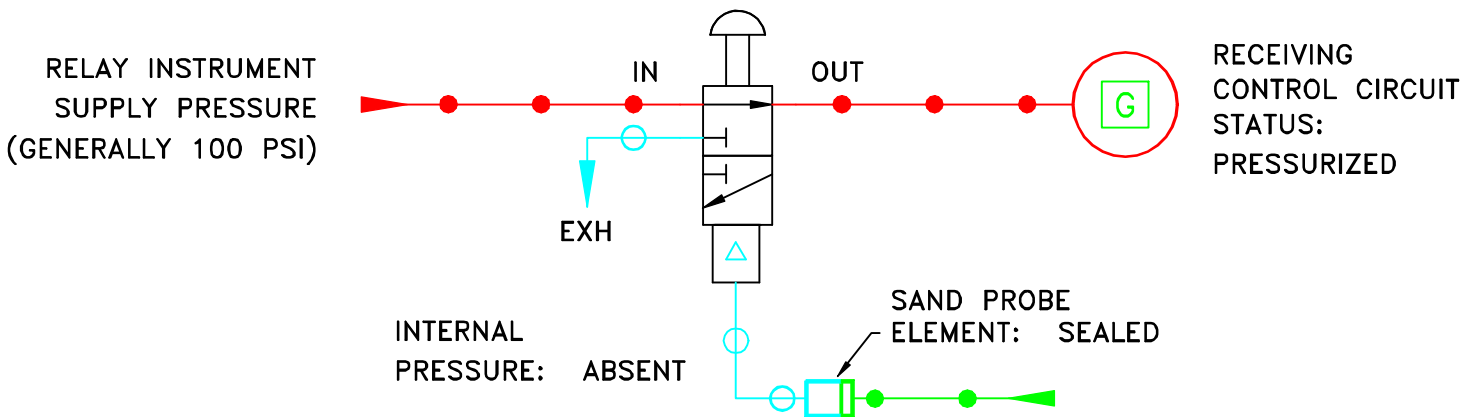 RELAY INSTRUMENT
SUPPLY PRESSURE
(GENERALLY 100 PSI)
IN
OUT
EXH
G
RECEIVING
CONTROL CIRCUIT
STATUS:
PRESSURIZED
INTERNAL
PRESSURE: ABSENT
SAND PROBE
ELEMENT: SEALED